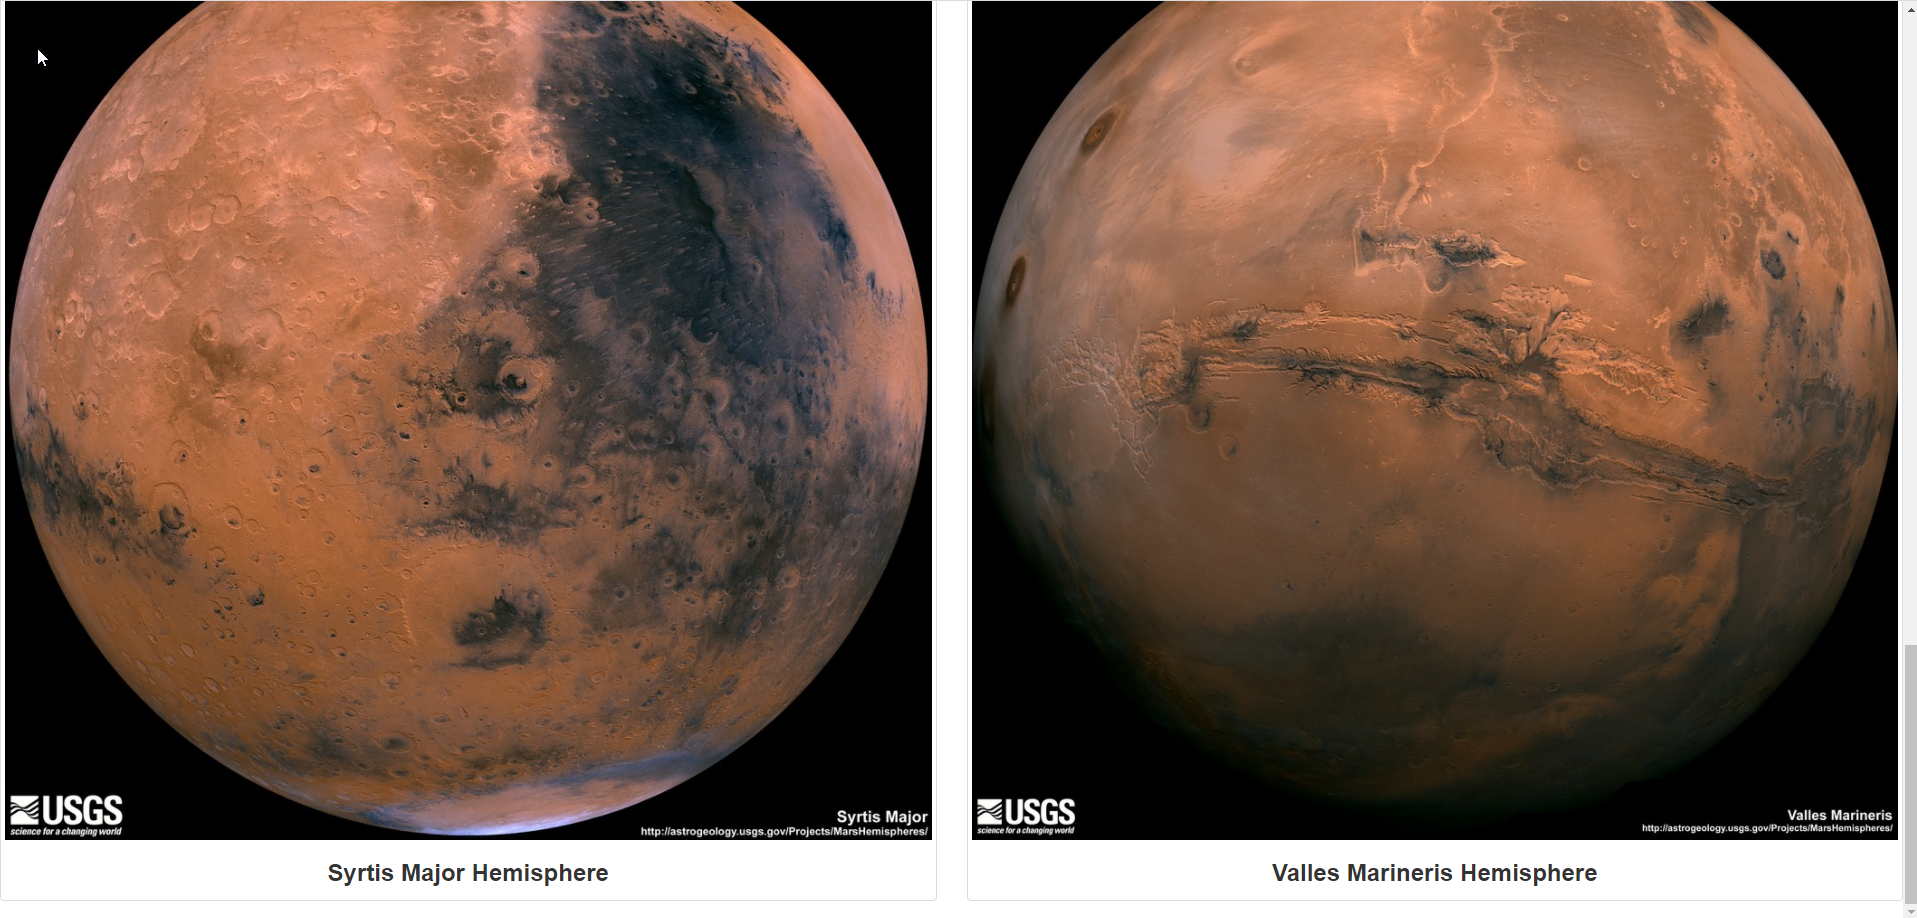 USGS
science for a changing world
Syrtis Major
http://astrogeology.usgs.gov/Projects/MarsHemispheres/
Syrtis Major Hemisphere
USGS
science for a changing world
Valles Marineris
http://astrogeology.usgs.gov/Projects/MarsHemispheres/
Valles Marineris Hemisphere